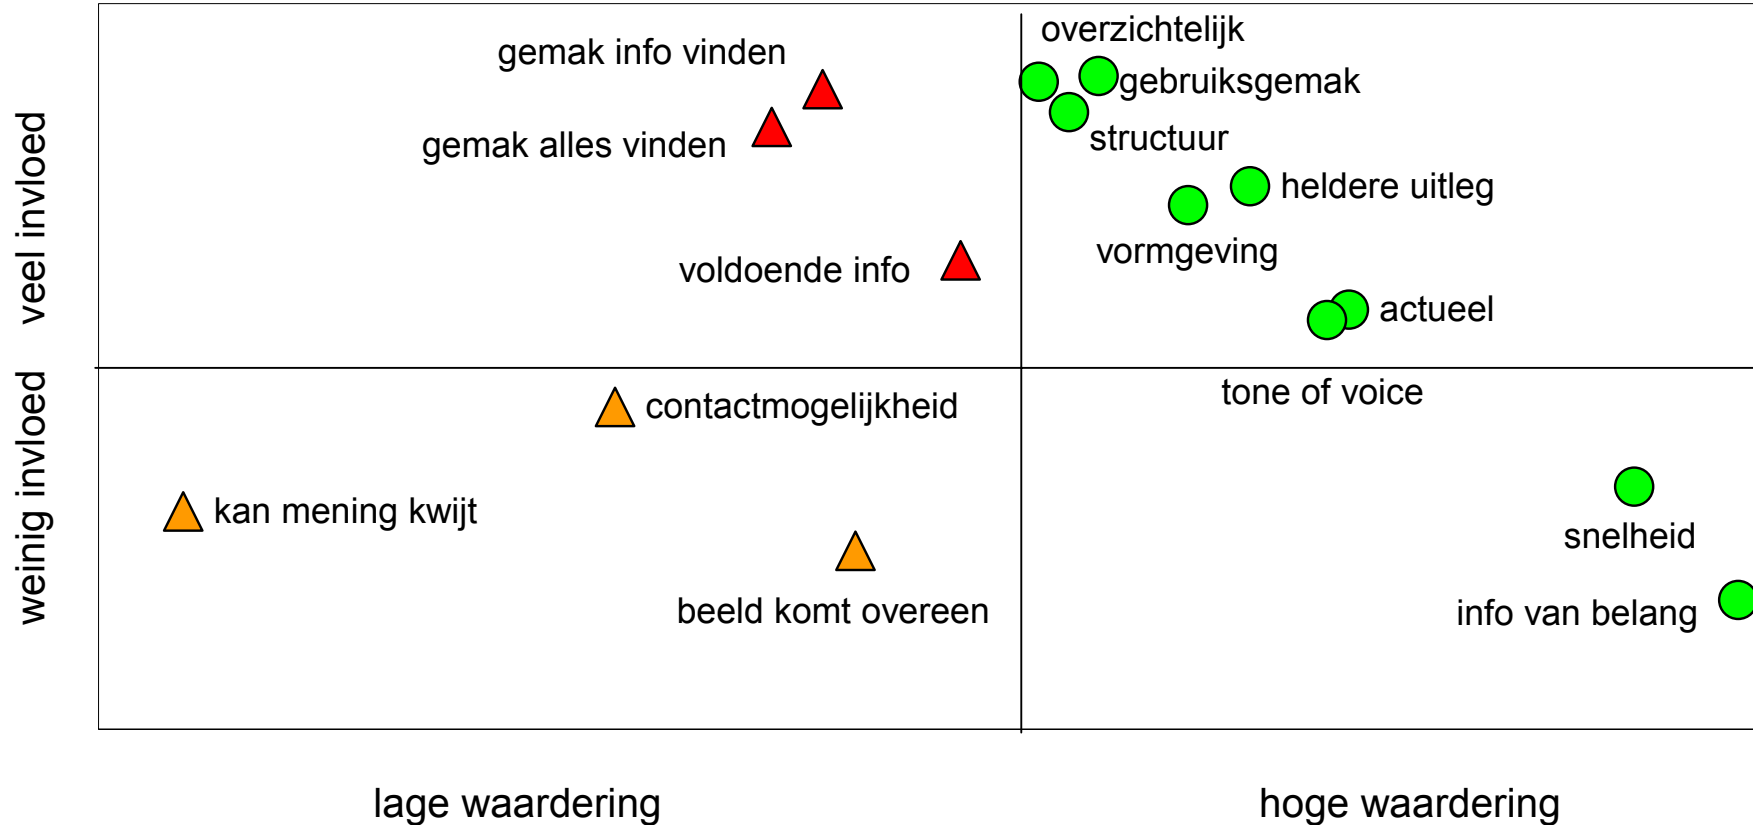 overzichtelijk
gemak info vinden
gebruiksgemak
gemak alles vinden
structuur
heldere uitleg
vormgeving
voldoende info
actueel
veel invloed
contactmogelijkheid
tone of voice
kan mening kwijt
snelheid
beeld komt overeen
info van belang
weinig invloed
lage waardering
hoge waardering